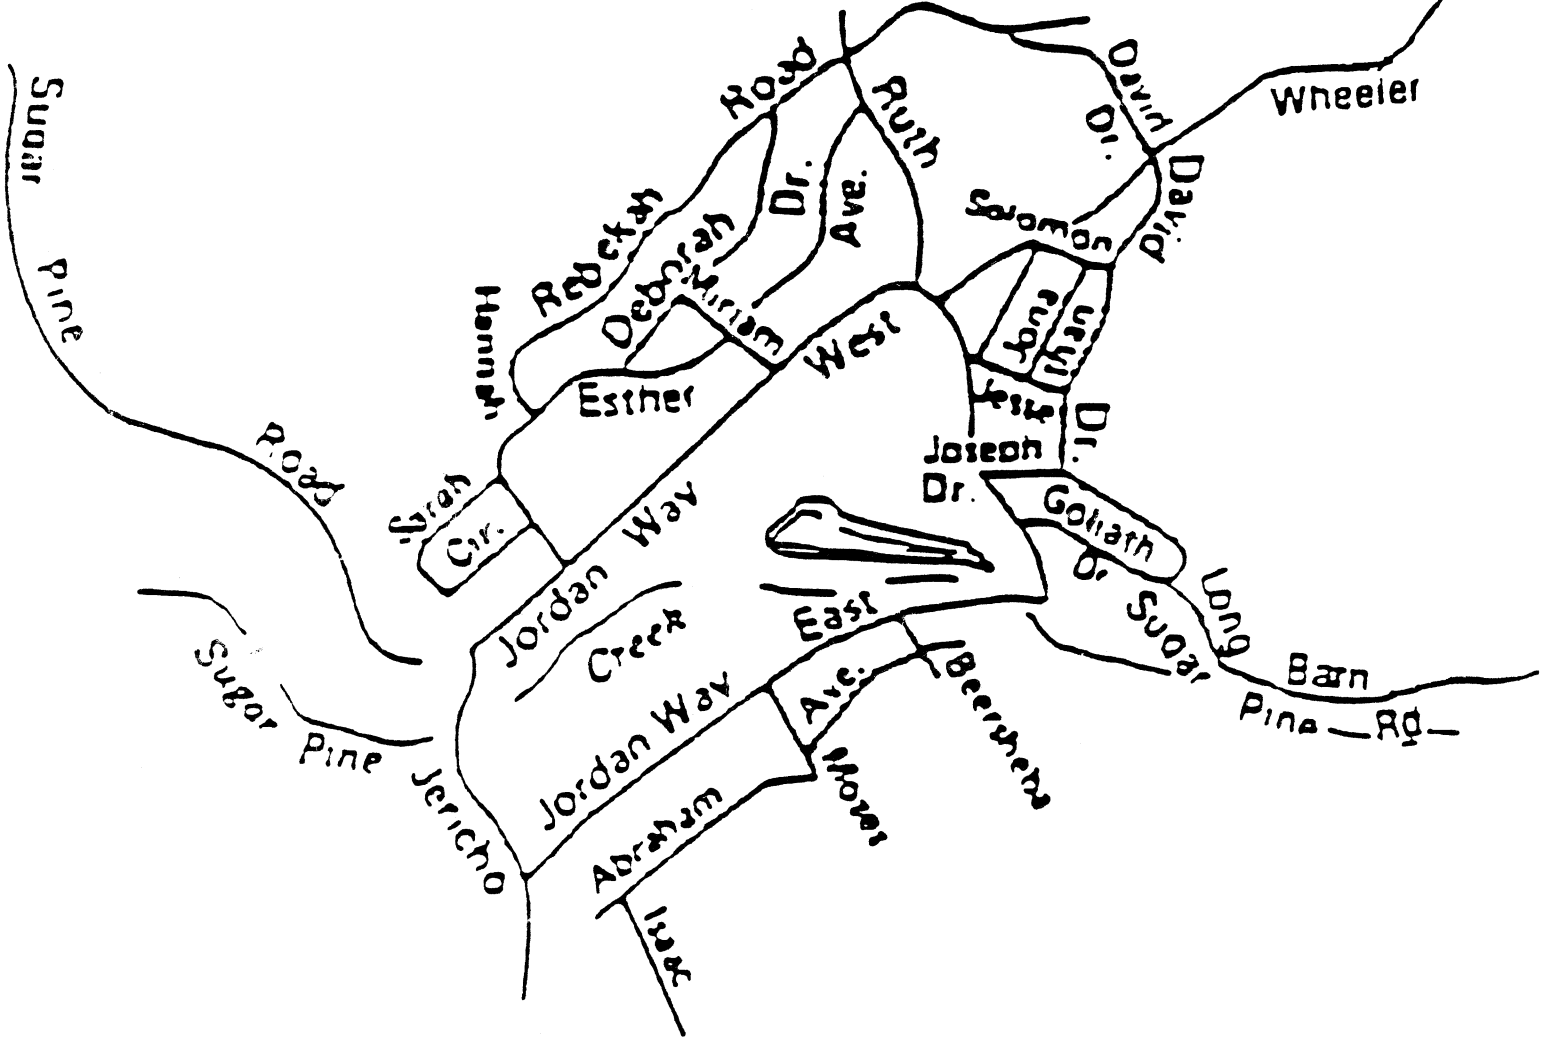 Sugar Pine Road
Rebekah Road
Ruth
David Dr.
Wheeler
David Dr.
Solomon
Deborah Dr.
Miriam Ave.
Hannah
Esther
West
Jesse
Joseph Dr.
Goliath Dr
Sarah Cir.
Jordan Way
Creek
East
Jordan Way
Ave.
Long Barn
Sugar Pine Rd
Beersheba
Moses
Sugar Pine
Jericho
Abraham
Isaac